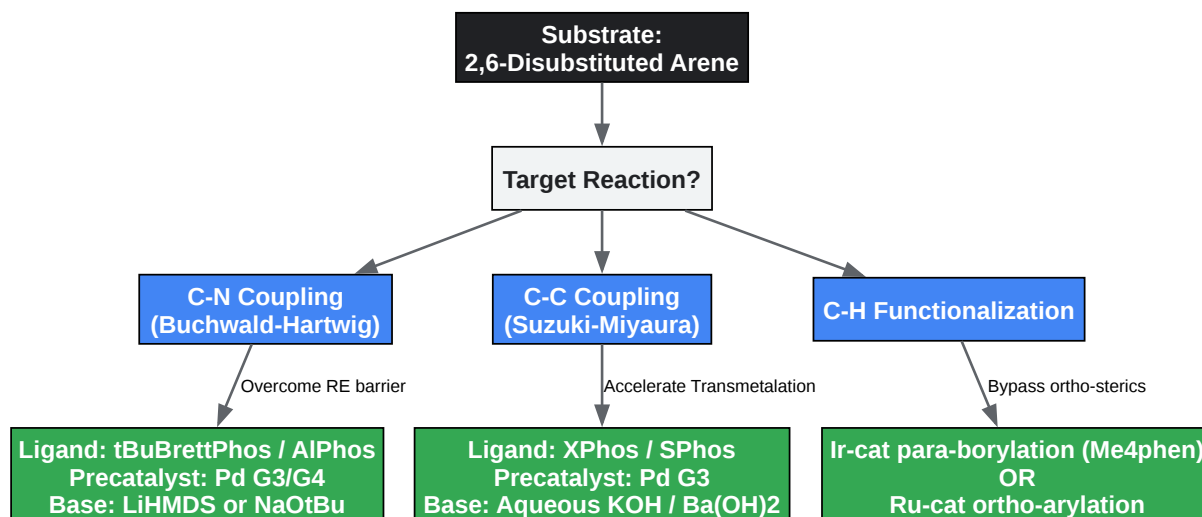 Substrate:
2,6-Disubstituted Arene
Target Reaction?
C-N Coupling
(Buchwald-Hartwig)
C-C Coupling
(Suzuki-Miyaura)
C-H Functionalization
Overcome RE barrier
Accelerate Transmetalation
Bypass ortho-sterics
Ligand: tBuBrettPhos / AlPhos
Precatalyst: Pd G3/G4
Base: LiHMDS or NaOtBu
Ligand: XPhos / SPhos
Precatalyst: Pd G3
Base: Aqueous KOH / Ba(OH)2
Ir-cat para-borylation (Me4phen)
OR
Ru-cat ortho-arylation